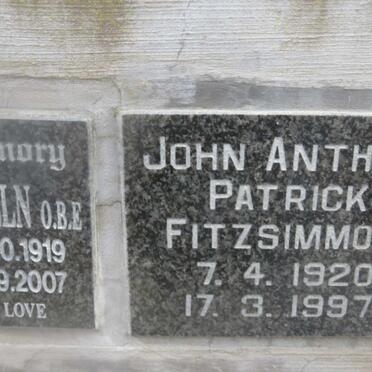 mory
LN O.B.E
0.1919
9.2007
LOVE
JOHN ANTH
PATRICK
FITZSIMMO
7. 4. 1920
17. 3. 1997